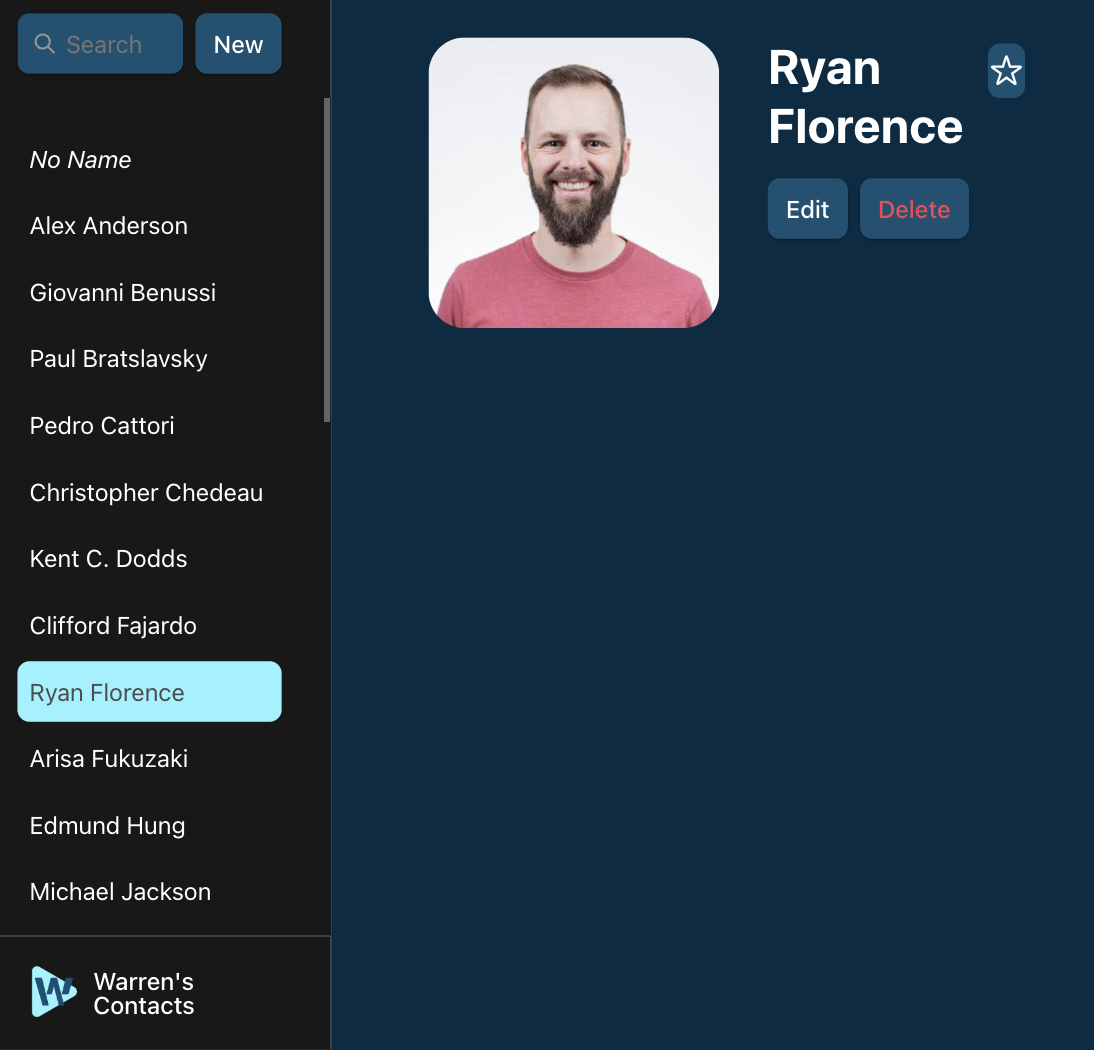 Search
New
No Name
Alex Anderson
Giovanni Benussi
Paul Bratslavsky
Pedro Cattori
Christopher Chedeau
Kent C. Dodds
Clifford Fajardo
Ryan Florence
Arisa Fukuzaki
Edmund Hung
Michael Jackson
W
Warren's
Contacts
Ryan
Florence
Edit
Delete